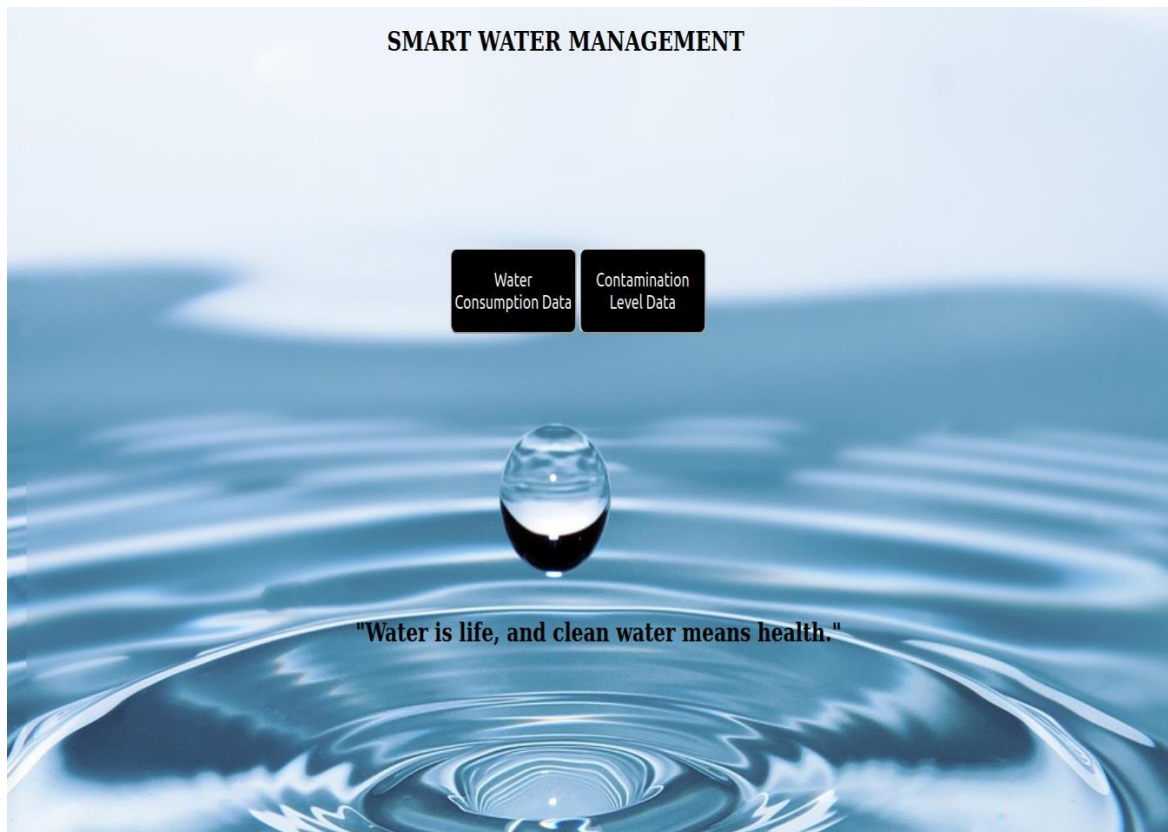 SMART WATER MANAGEMENT
Water
Consumption Data
Contamination
Level Data
"Water is life, and clean water means health."